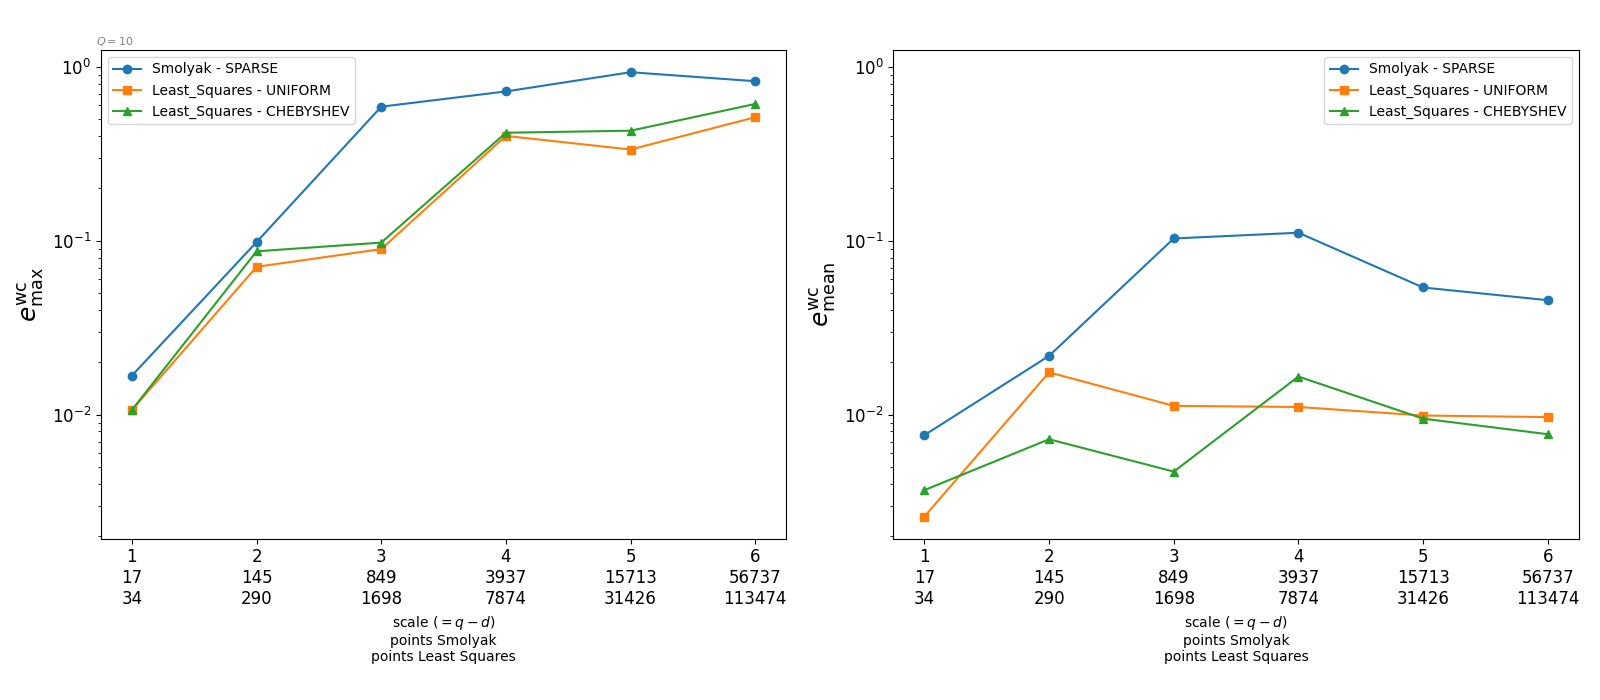 Q = 10
10⁰
10⁻¹
10⁻²
e^wc_max
Smolyak - SPARSE
Least_Squares - UNIFORM
Least_Squares - CHEBYSHEV
1 2 3 4 5 6
17 145 849 3937 15713 56737
34 290 1698 7874 31426 113474
scale (= q − d)
points Smolyak
points Least Squares
10⁰
10⁻¹
10⁻²
e^wc_mean
Smolyak - SPARSE
Least_Squares - UNIFORM
Least_Squares - CHEBYSHEV
1 2 3 4 5 6
17 145 849 3937 15713 56737
34 290 1698 7874 31426 113474
scale (= q − d)
points Smolyak
points Least Squares